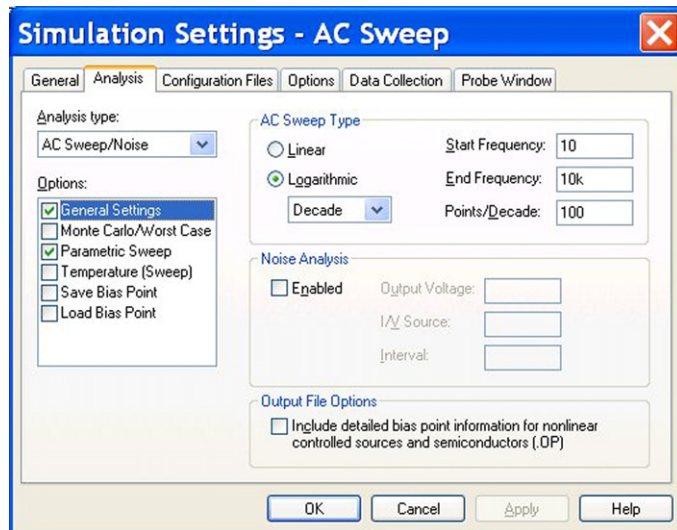 Simulation Settings - AC Sweep
General Analysis Configuration Files Options Data Collection Probe Window
Analysis type:
AC Sweep/Noise
Options:
General Settings
Monte Carlo/Worst Case
Parametric Sweep
Temperature (Sweep)
Save Bias Point
Load Bias Point
AC Sweep Type
Linear
Logarithmic
Decade
Start Frequency: 10
End Frequency: 10k
Points/Decade: 100
Noise Analysis
Enabled
Output Voltage:
I/V Source:
Interval:
Output File Options
Include detailed bias point information for nonlinear
controlled sources and semiconductors (.OP)
OK Cancel Apply Help